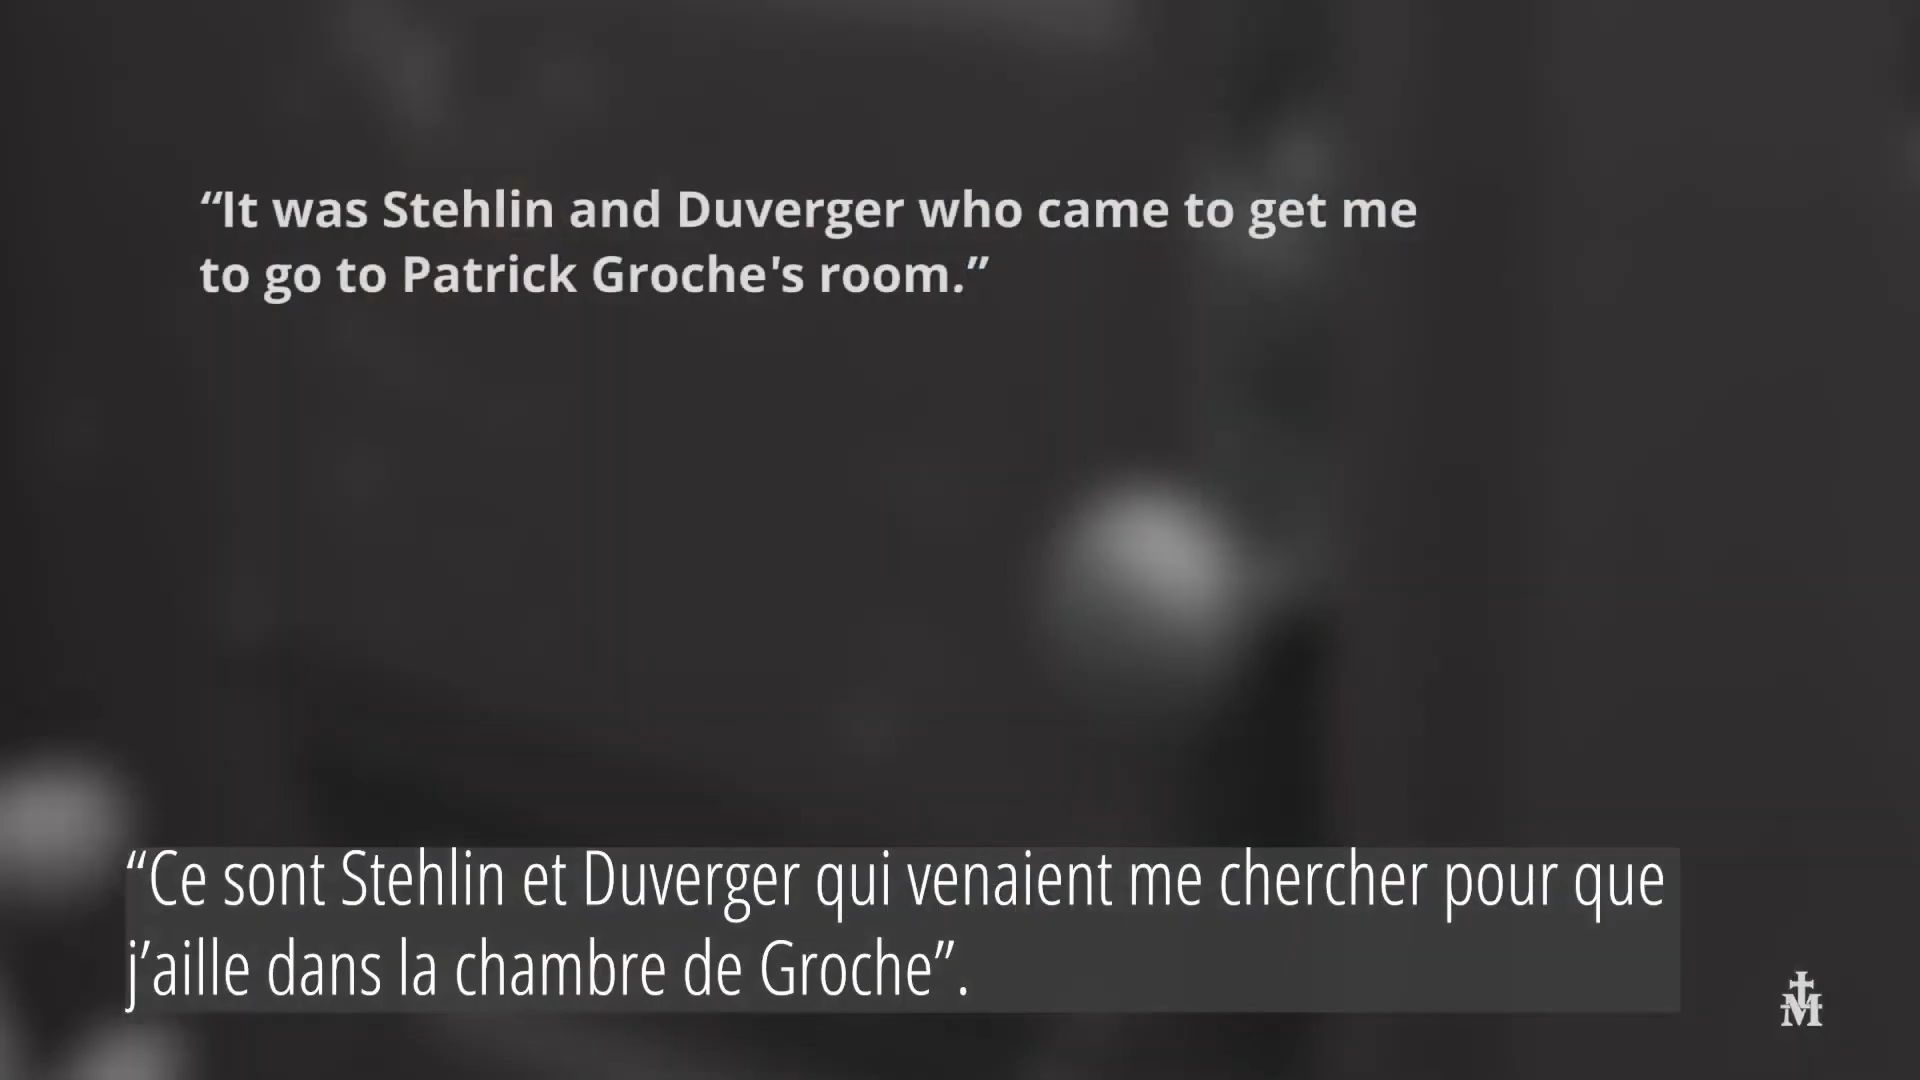 “It was Stehlin and Duverger who came to get me
to go to Patrick Groche's room.”
“Ce sont Stehlin et Duverger qui venaient me chercher pour que
j’aille dans la chambre de Groche”.
M